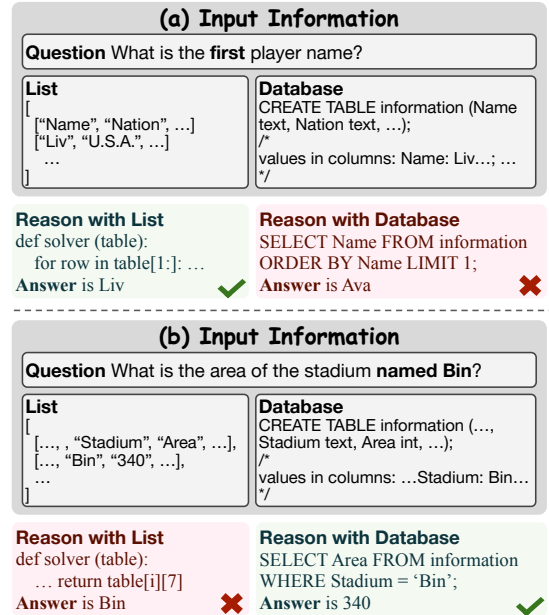 (a) Input Information
Question What is the first player name?
List
[
["Name", "Nation", …]
["Liv", "U.S.A.", …]
…
]
Database
CREATE TABLE information (Name
text, Nation text, …);
/*
values in columns: Name: Liv…; …
*/
Reason with List
def solver (table):
for row in table[1:]: …
Answer is Liv
Reason with Database
SELECT Name FROM information
ORDER BY Name LIMIT 1;
Answer is Ava
(b) Input Information
Question What is the area of the stadium named Bin?
List
[
[…, , "Stadium", "Area", …],
[…, "Bin", "340", …],
…
]
Database
CREATE TABLE information (…,
Stadium text, Area int, …);
/*
values in columns: …Stadium: Bin…
*/
Reason with List
def solver (table):
… return table[i][7]
Answer is Bin
Reason with Database
SELECT Area FROM information
WHERE Stadium = ‘Bin’;
Answer is 340